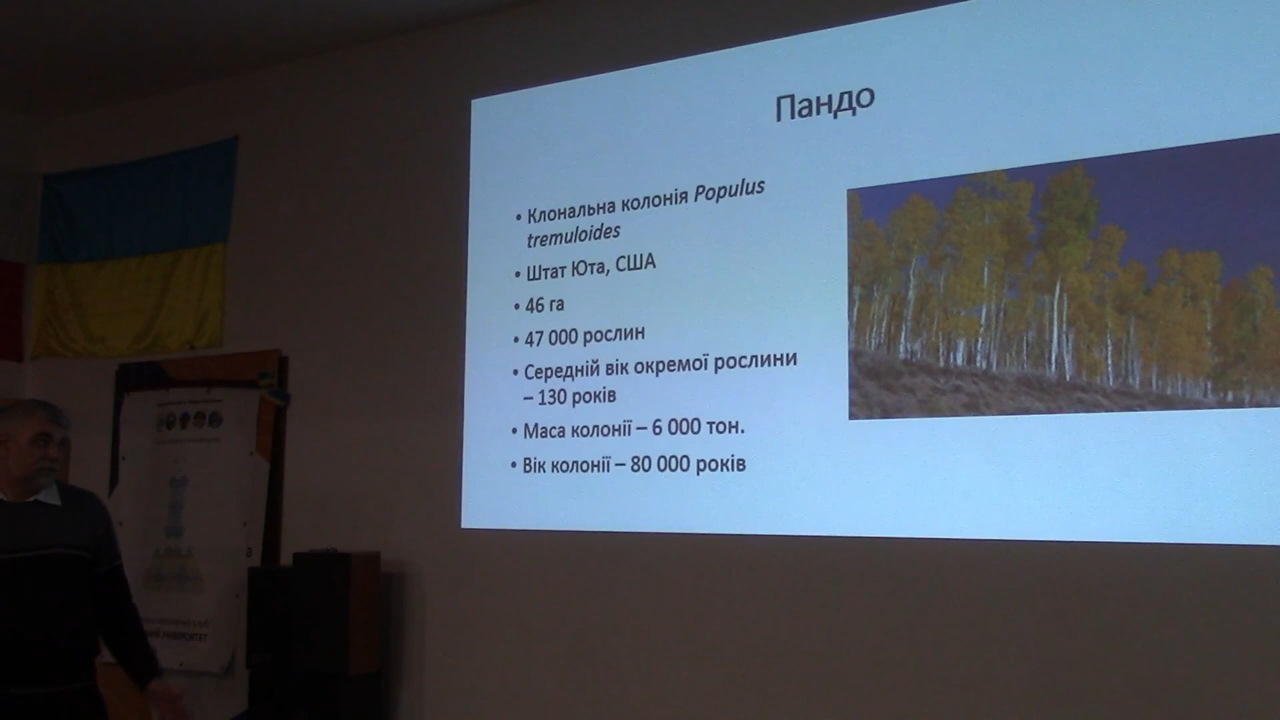 Пандо
• Клональна колонія Populus
tremuloides
• Штат Юта, США
• 46 га
• 47 000 рослин
• Середній вік окремої рослини
– 130 років
• Маса колонії – 6 000 тон.
• Вік колонії – 80 000 років